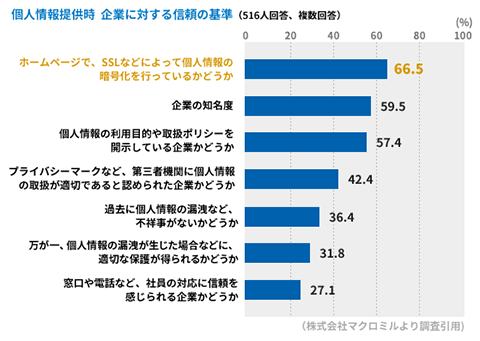 個人情報提供時 企業に対する信頼の基準（516人回答、複数回答）
(%)
0 20 40 60 80 100
ホームページで、SSLなどによって個人情報の
暗号化を行っているかどうか
66.5
企業の知名度
59.5
個人情報の利用目的や取扱ポリシーを
開示している企業かどうか
57.4
プライバシーマークなど、第三者機関に個人情報
の取扱が適切であると認められた企業かどうか
42.4
過去に個人情報の漏洩など、
不祥事がないかどうか
36.4
万が一、個人情報の漏洩が生じた場合などに、
適切な保護が得られるかどうか
31.8
窓口や電話など、社員の対応に信頼を
感じられる企業かどうか
27.1
（株式会社マクロミルより調査引用）